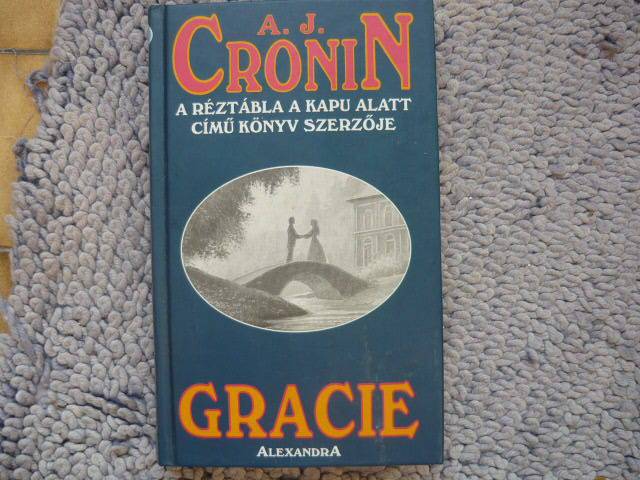 A. J.
CRONIN
A RÉZTÁBLA A KAPU ALATT
CÍMŰ KÖNYV SZERZŐJE
GRACIE
ALEXANDRA